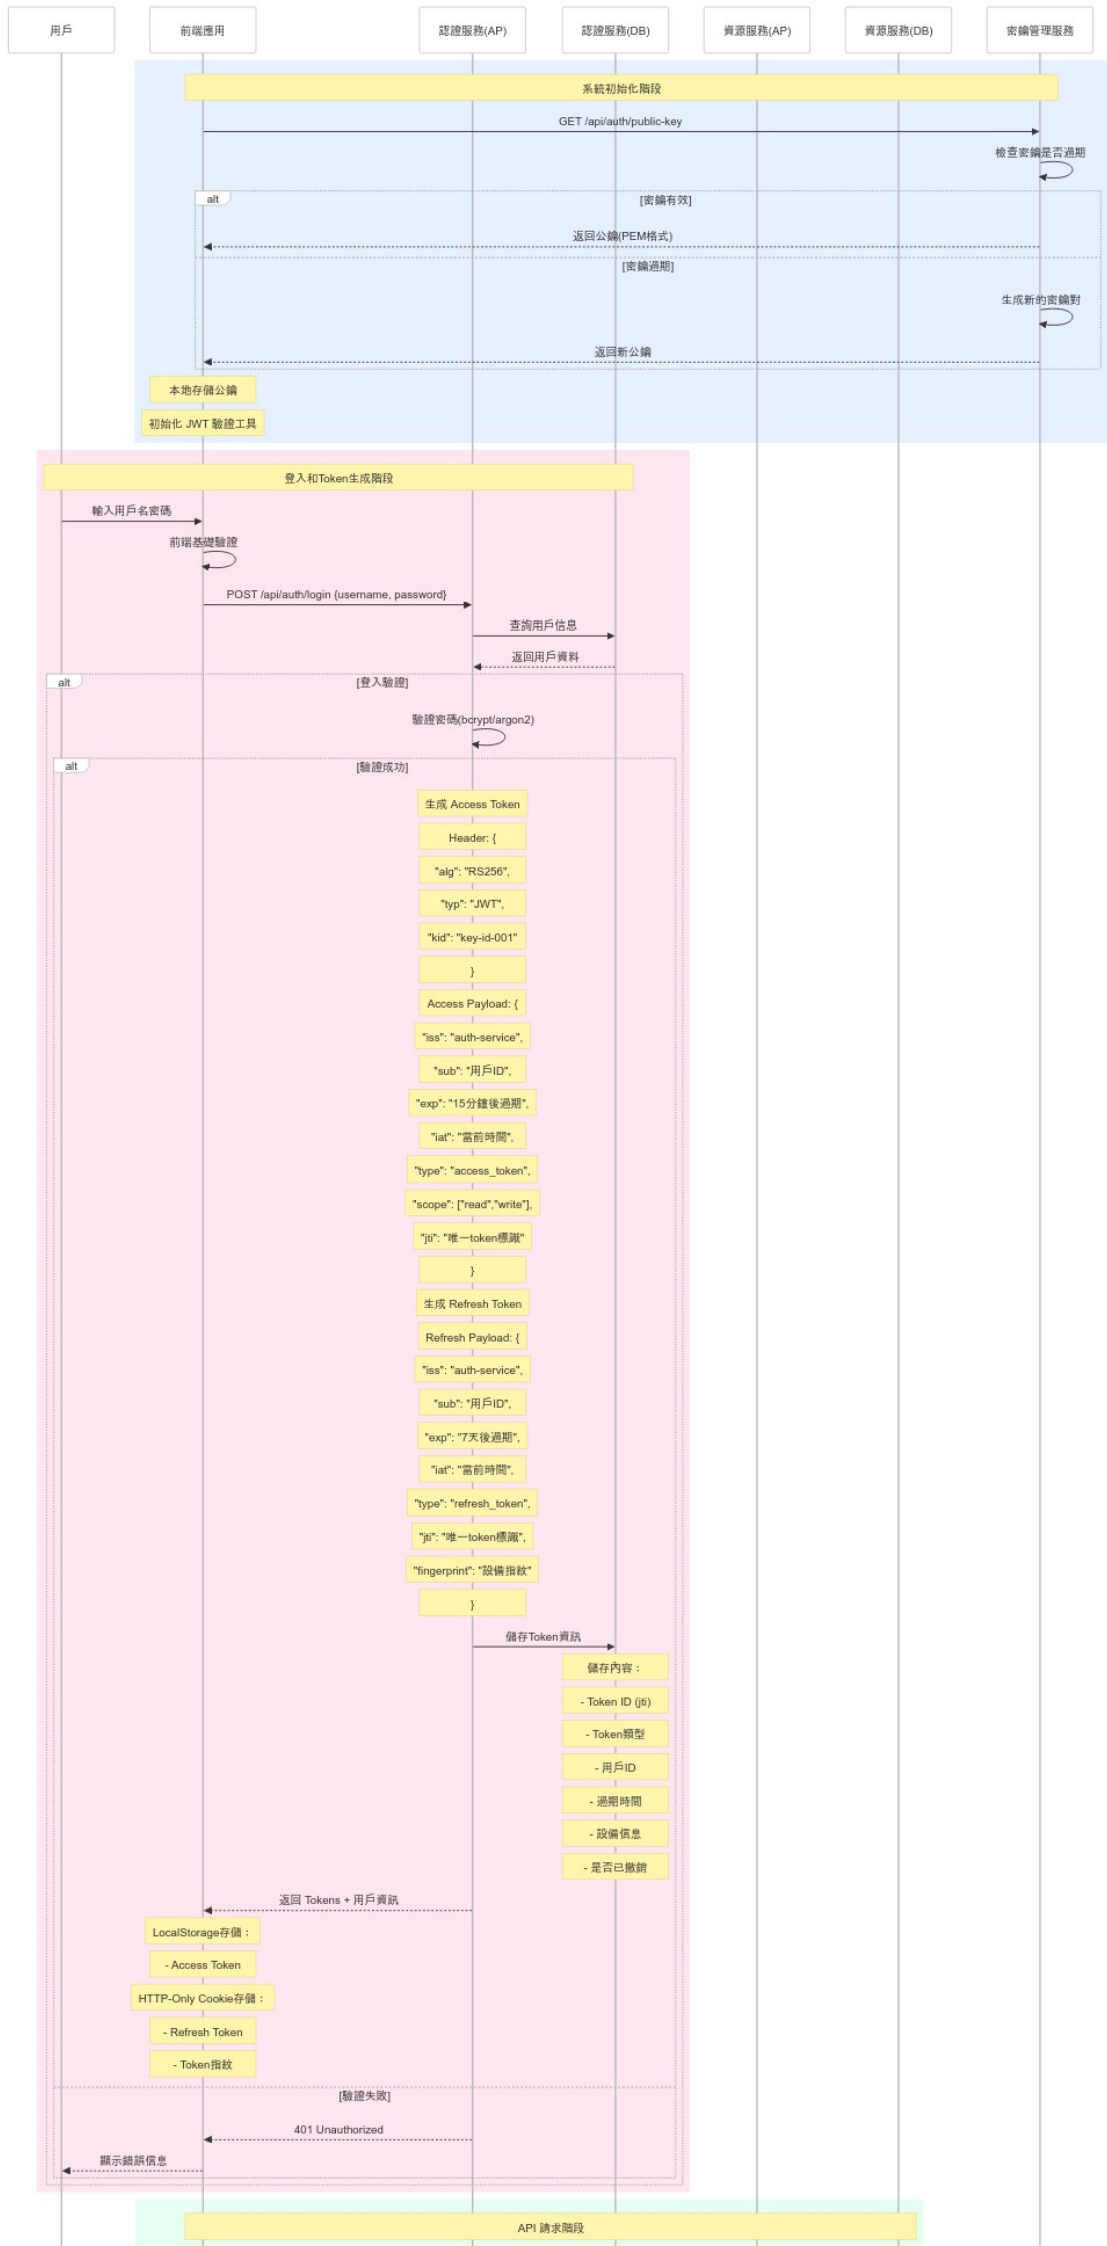 用戶
前端應用
認證服務(AP)
認證服務(DB)
資源服務(AP)
資源服務(DB)
密鑰管理服務
系統初始化階段
GET /api/auth/public-key
檢查密鑰是否過期
alt
[密鑰有效]
返回公鑰(PEM格式)
[密鑰過期]
生成新的密鑰對
返回新公鑰
本地存儲公鑰
初始化 JWT 驗證工具
登入和Token生成階段
輸入用戶名密碼
前端基礎驗證
POST /api/auth/login {username, password}
查詢用戶信息
返回用戶資料
alt
[登入驗證]
驗證密碼(bcrypt/argon2)
alt
[驗證成功]
生成 Access Token
Header: {
"alg": "RS256",
"typ": "JWT",
"kid": "key-id-001"
}
Access Payload: {
"iss": "auth-service",
"sub": "用戶ID",
"exp": "15分鐘後過期",
"iat": "當前時間",
"type": "access_token",
"scope": ["read","write"],
"jti": "唯一token標識"
}
生成 Refresh Token
Refresh Payload: {
"iss": "auth-service",
"sub": "用戶ID",
"exp": "7天後過期",
"iat": "當前時間",
"type": "refresh_token",
"jti": "唯一token標識",
"fingerprint": "設備指紋"
}
儲存Token資訊
儲存內容：
- Token ID (jti)
- Token類型
- 用戶ID
- 過期時間
- 設備信息
- 是否已撤銷
返回 Tokens + 用戶資訊
LocalStorage存儲：
- Access Token
HTTP-Only Cookie存儲：
- Refresh Token
- Token指紋
[驗證失敗]
401 Unauthorized
顯示錯誤信息
API 請求階段